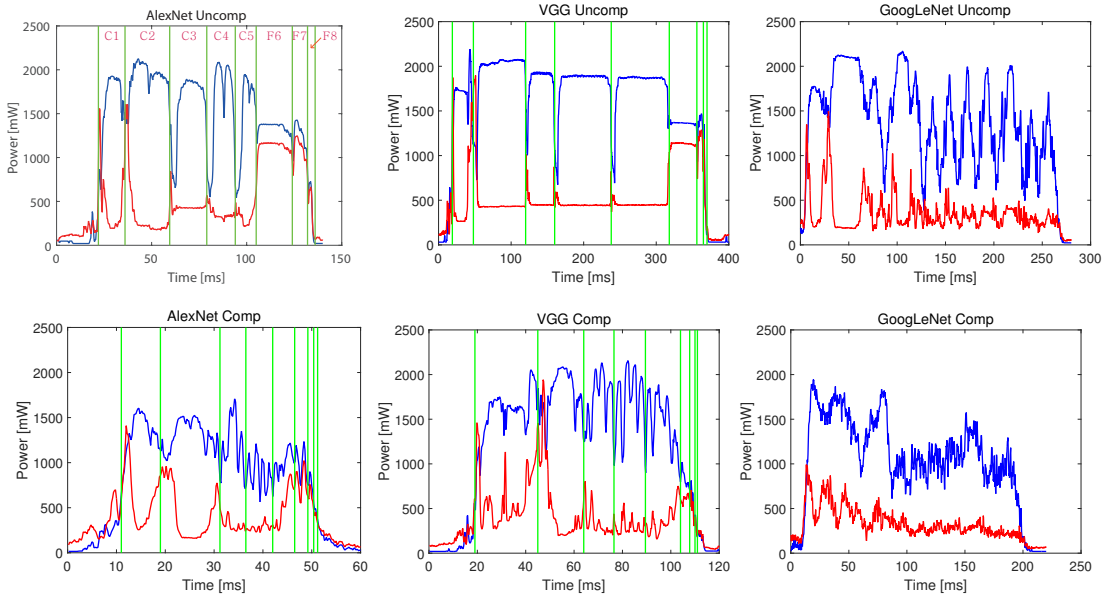 AlexNet Uncomp
C1 C2 C3 C4 C5 F6 F7 F8
2500
2000
1500
1000
500
0
Power [mW]
0 50 100 150
Time [ms]
VGG Uncomp
2500
2000
1500
1000
500
0
Power [mW]
0 100 200 300 400
Time [ms]
GoogLeNet Uncomp
2500
2000
1500
1000
500
0
Power [mW]
0 50 100 150 200 250 300
Time [ms]
AlexNet Comp
2500
2000
1500
1000
500
0
Power [mW]
0 10 20 30 40 50 60
Time [ms]
VGG Comp
2500
2000
1500
1000
500
0
Power [mW]
0 20 40 60 80 100 120
Time [ms]
GoogLeNet Comp
2500
2000
1500
1000
500
0
Power [mW]
0 50 100 150 200 250
Time [ms]